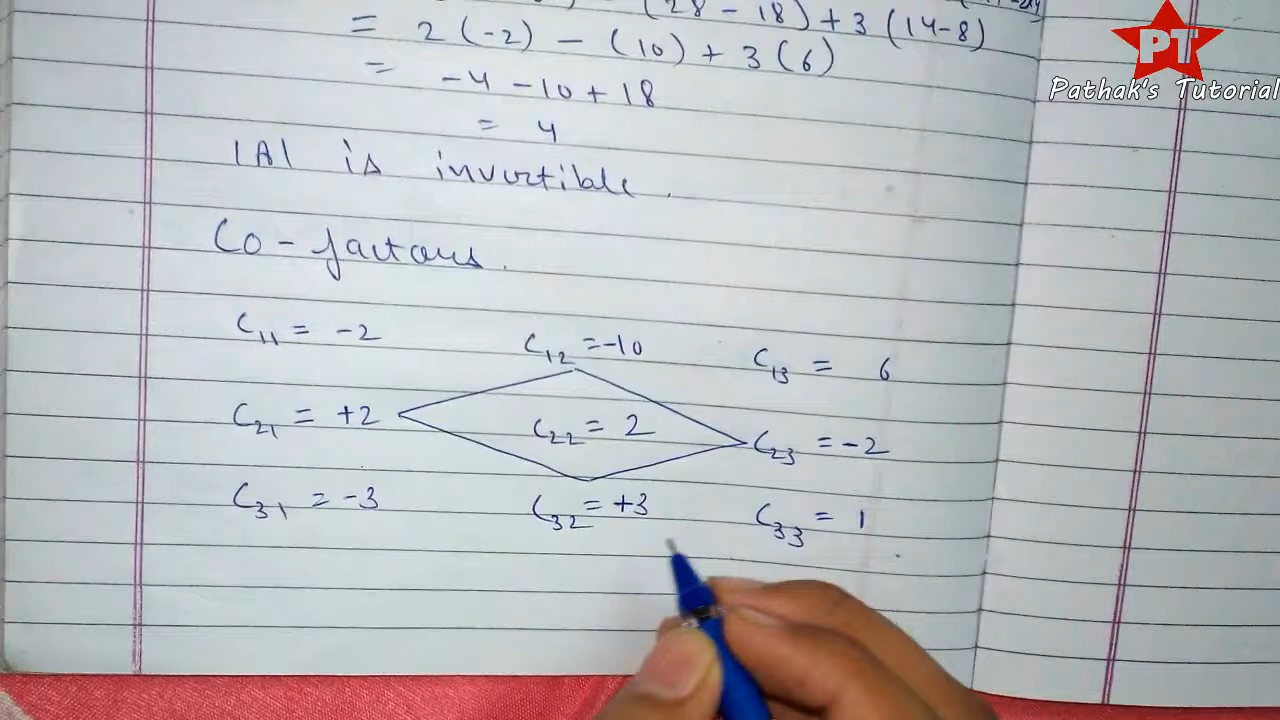 (28 - 18) + 3 (14-8)
= 2 (-2) - (10) + 3 (6)
= -4 -10 + 18
= 4
|A| is invertible.
Co-factors.
C11 = -2 C12 = -10 C13 = 6
C21 = +2 C22 = 2 C23 = -2
C31 = -3 C32 = +3 C33 = 1
PT
Pathak's Tutorial